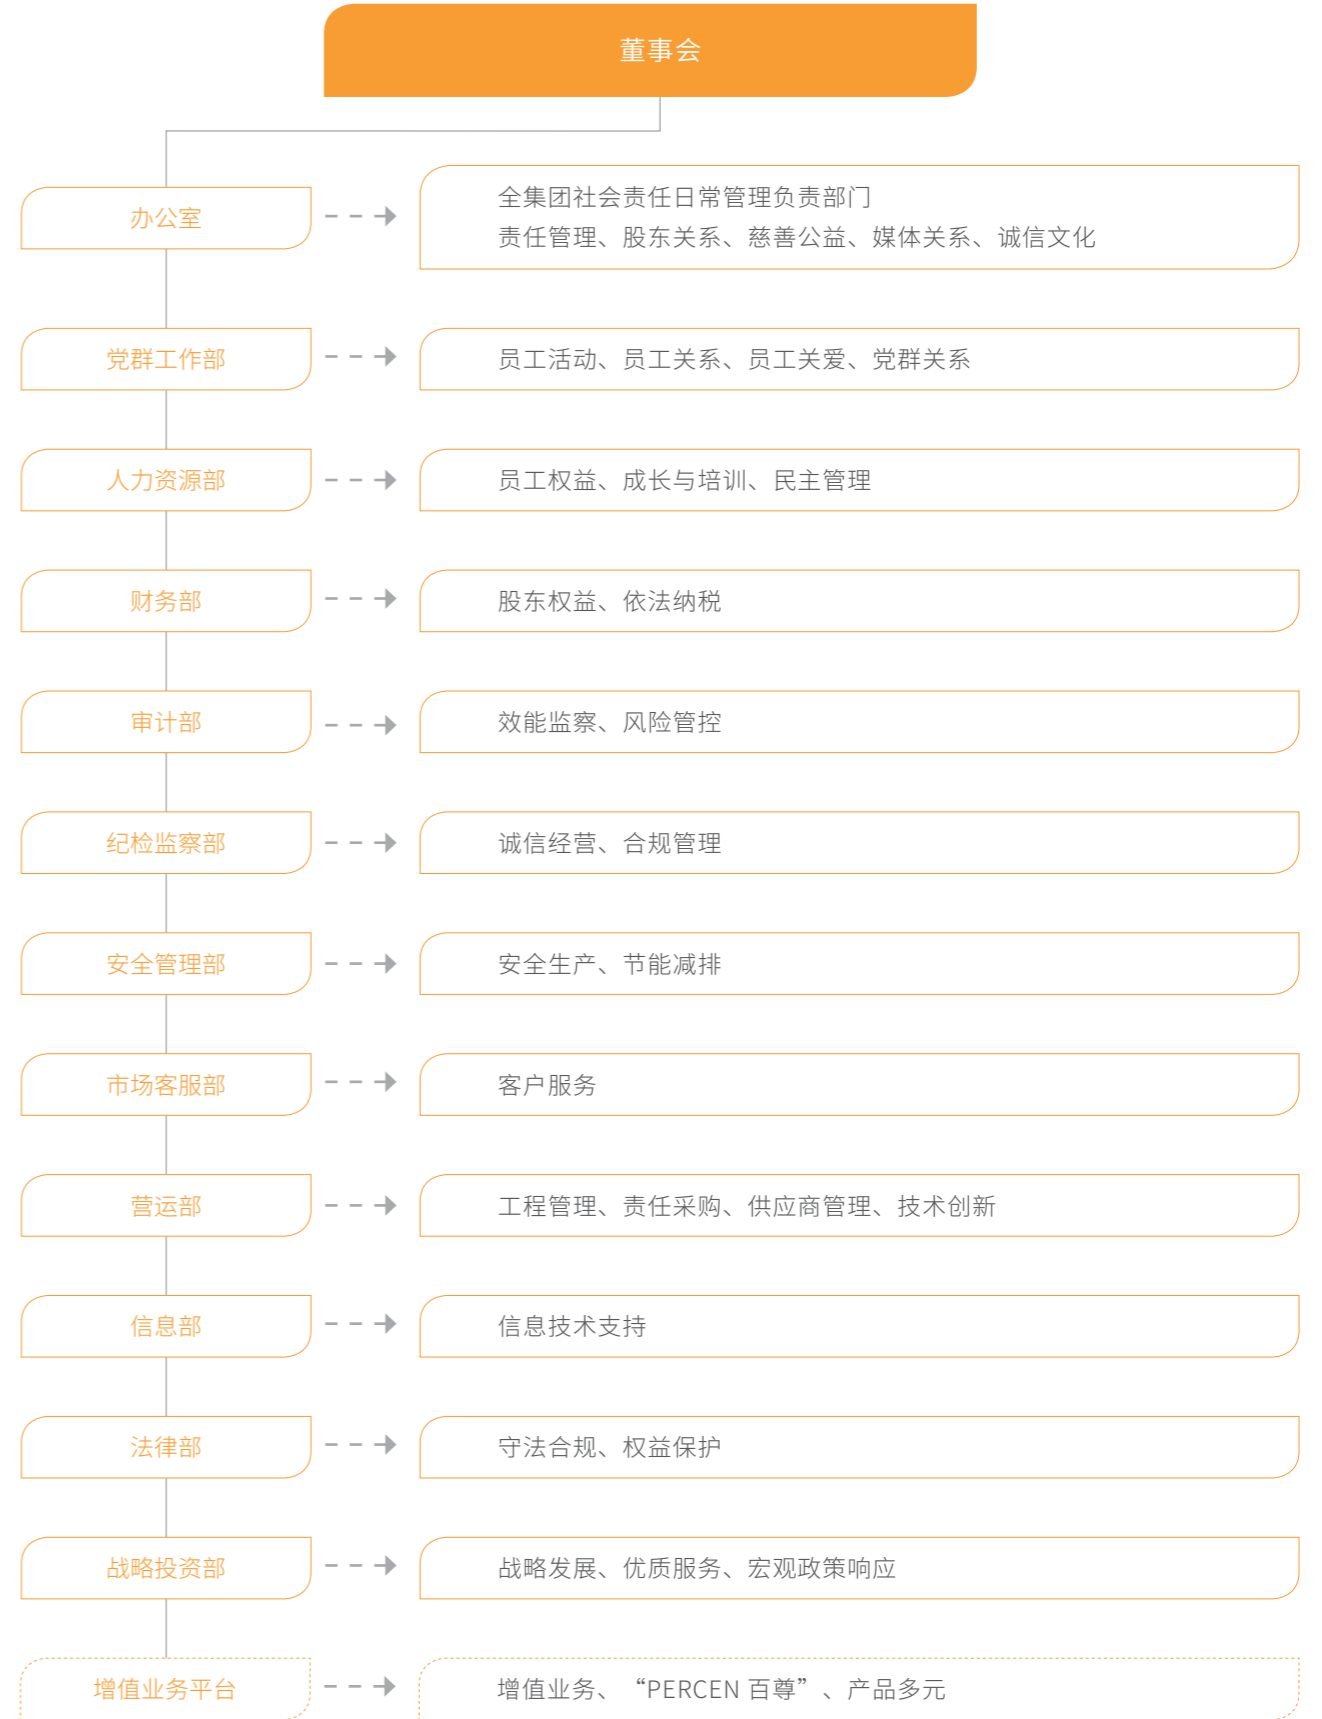 董事会
办公室
全集团社会责任日常管理负责部门
责任管理、股东关系、慈善公益、媒体关系、诚信文化
党群工作部
员工活动、员工关系、员工关爱、党群关系
人力资源部
员工权益、成长与培训、民主管理
财务部
股东权益、依法纳税
审计部
效能监察、风险管控
纪检监察部
诚信经营、合规管理
安全管理部
安全生产、节能减排
市场客服部
客户服务
营运部
工程管理、责任采购、供应商管理、技术创新
信息部
信息技术支持
法律部
守法合规、权益保护
战略投资部
战略发展、优质服务、宏观政策响应
增值业务平台
增值业务、“PERCEN 百尊”、产品多元